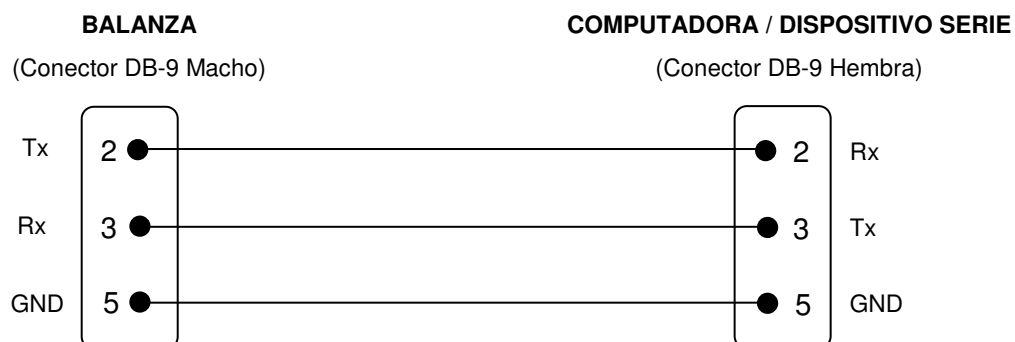 BALANZA COMPUTADORA / DISPOSITIVO SERIE
(Conector DB-9 Macho) (Conector DB-9 Hembra)
Tx 2 2 Rx
Rx 3 3 Tx
GND 5 5 GND